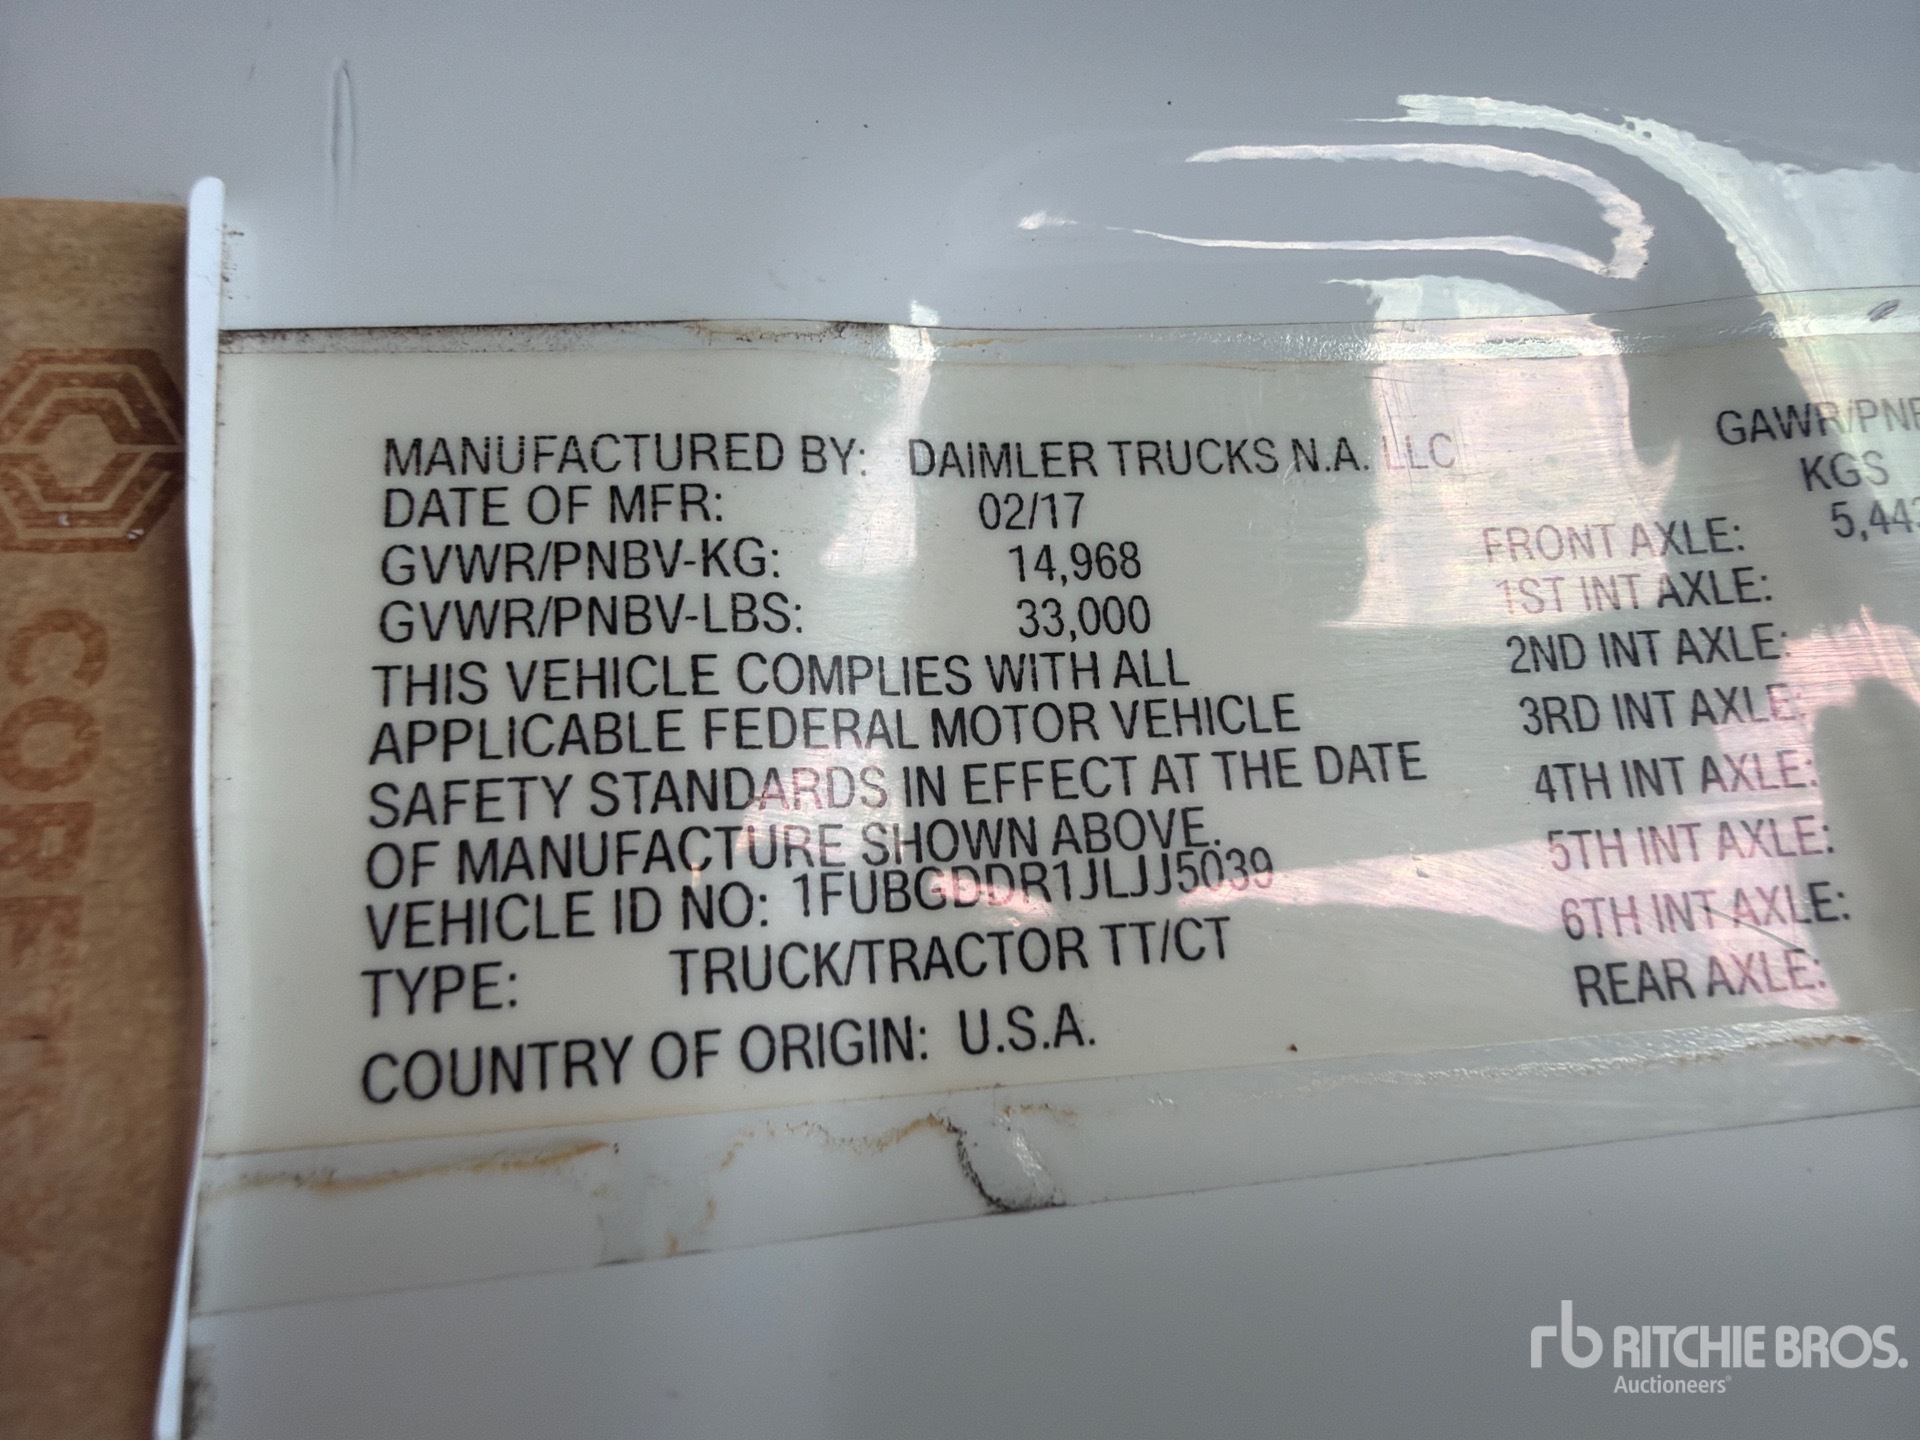 MANUFACTURED BY: DAIMLER TRUCKS N.A. LLC
DATE OF MFR: 02/17
GVWR/PNBV-KG: 14,968
GVWR/PNBV-LBS: 33,000
THIS VEHICLE COMPLIES WITH ALL
APPLICABLE FEDERAL MOTOR VEHICLE
SAFETY STANDARDS IN EFFECT AT THE DATE
OF MANUFACTURE SHOWN ABOVE.
VEHICLE ID NO: 1FUBGDDR1JLJJ5039
TYPE: TRUCK/TRACTOR TT/CT
COUNTRY OF ORIGIN: U.S.A.
GAWR/PNB
KGS
FRONT AXLE: 5,443
1ST INT AXLE:
2ND INT AXLE:
3RD INT AXLE:
4TH INT AXLE:
5TH INT AXLE:
6TH INT AXLE:
REAR AXLE:
rb RITCHIE BROS.
Auctioneers